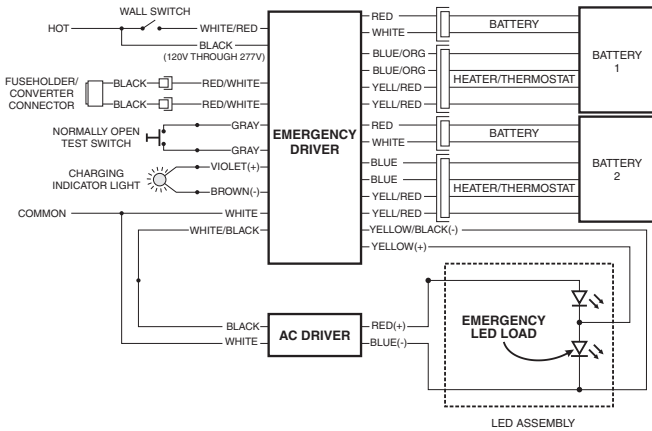 WALL SWITCH
HOT
WHITE/RED
BLACK
(120V THROUGH 277V)
FUSEHOLDER/
CONVERTER
CONNECTOR
BLACK
RED/WHITE
BLACK
RED/WHITE
NORMALLY OPEN
TEST SWITCH
GRAY
GRAY
CHARGING
INDICATOR LIGHT
VIOLET(+)
BROWN(-)
COMMON
WHITE
WHITE/BLACK
EMERGENCY
DRIVER
RED
WHITE
BATTERY
BLUE/ORG
BLUE/ORG
HEATER/THERMOSTAT
YELL/RED
YELL/RED
BATTERY
1
RED
WHITE
BATTERY
BLUE
BLUE
HEATER/THERMOSTAT
YELL/RED
YELL/RED
BATTERY
2
YELLOW/BLACK(-)
YELLOW(+)
BLACK
WHITE
AC DRIVER
RED(+)
BLUE(-)
EMERGENCY
LED LOAD
LED ASSEMBLY